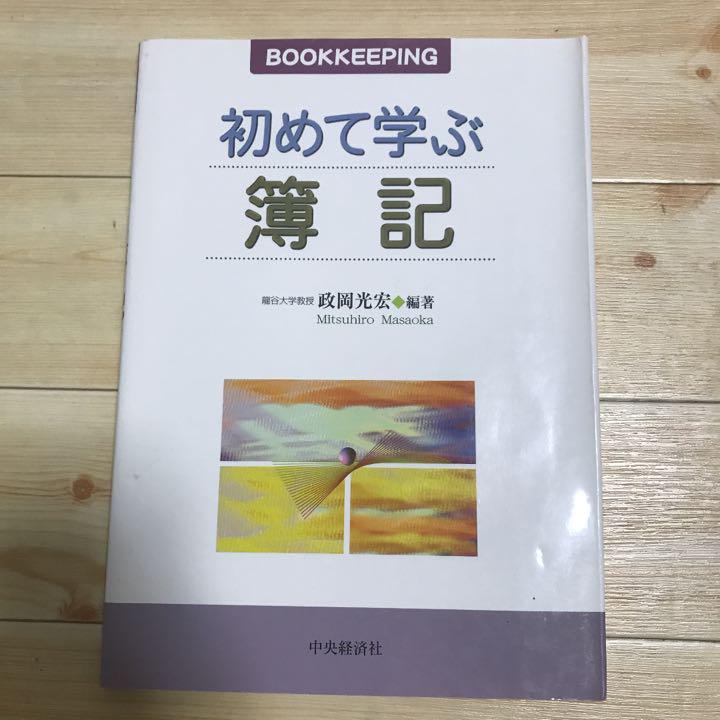 BOOKKEEPING
初めて学ぶ
簿記
龍谷大学教授 政岡光宏◆編著
Mitsuhiro Masaoka
中央経済社